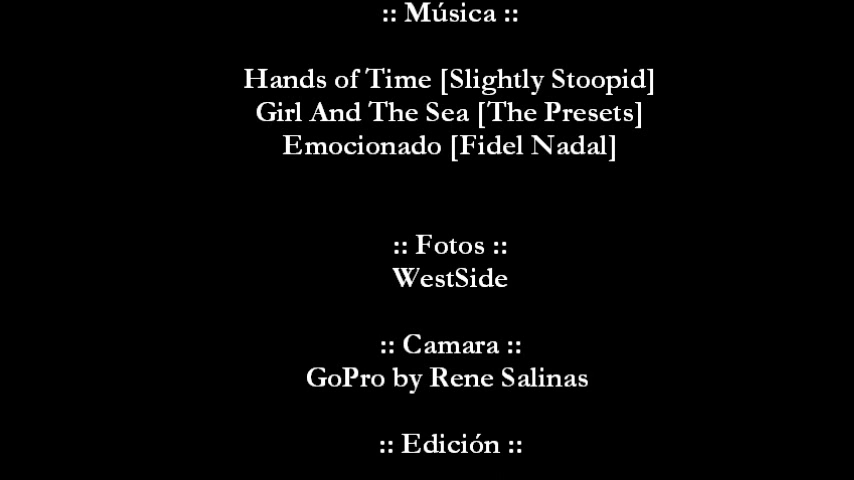 :: Música ::
Hands of Time [Slightly Stoopid]
Girl And The Sea [The Presets]
Emocionado [Fidel Nadal]
:: Fotos ::
WestSide
:: Camara ::
GoPro by Rene Salinas
:: Edición ::